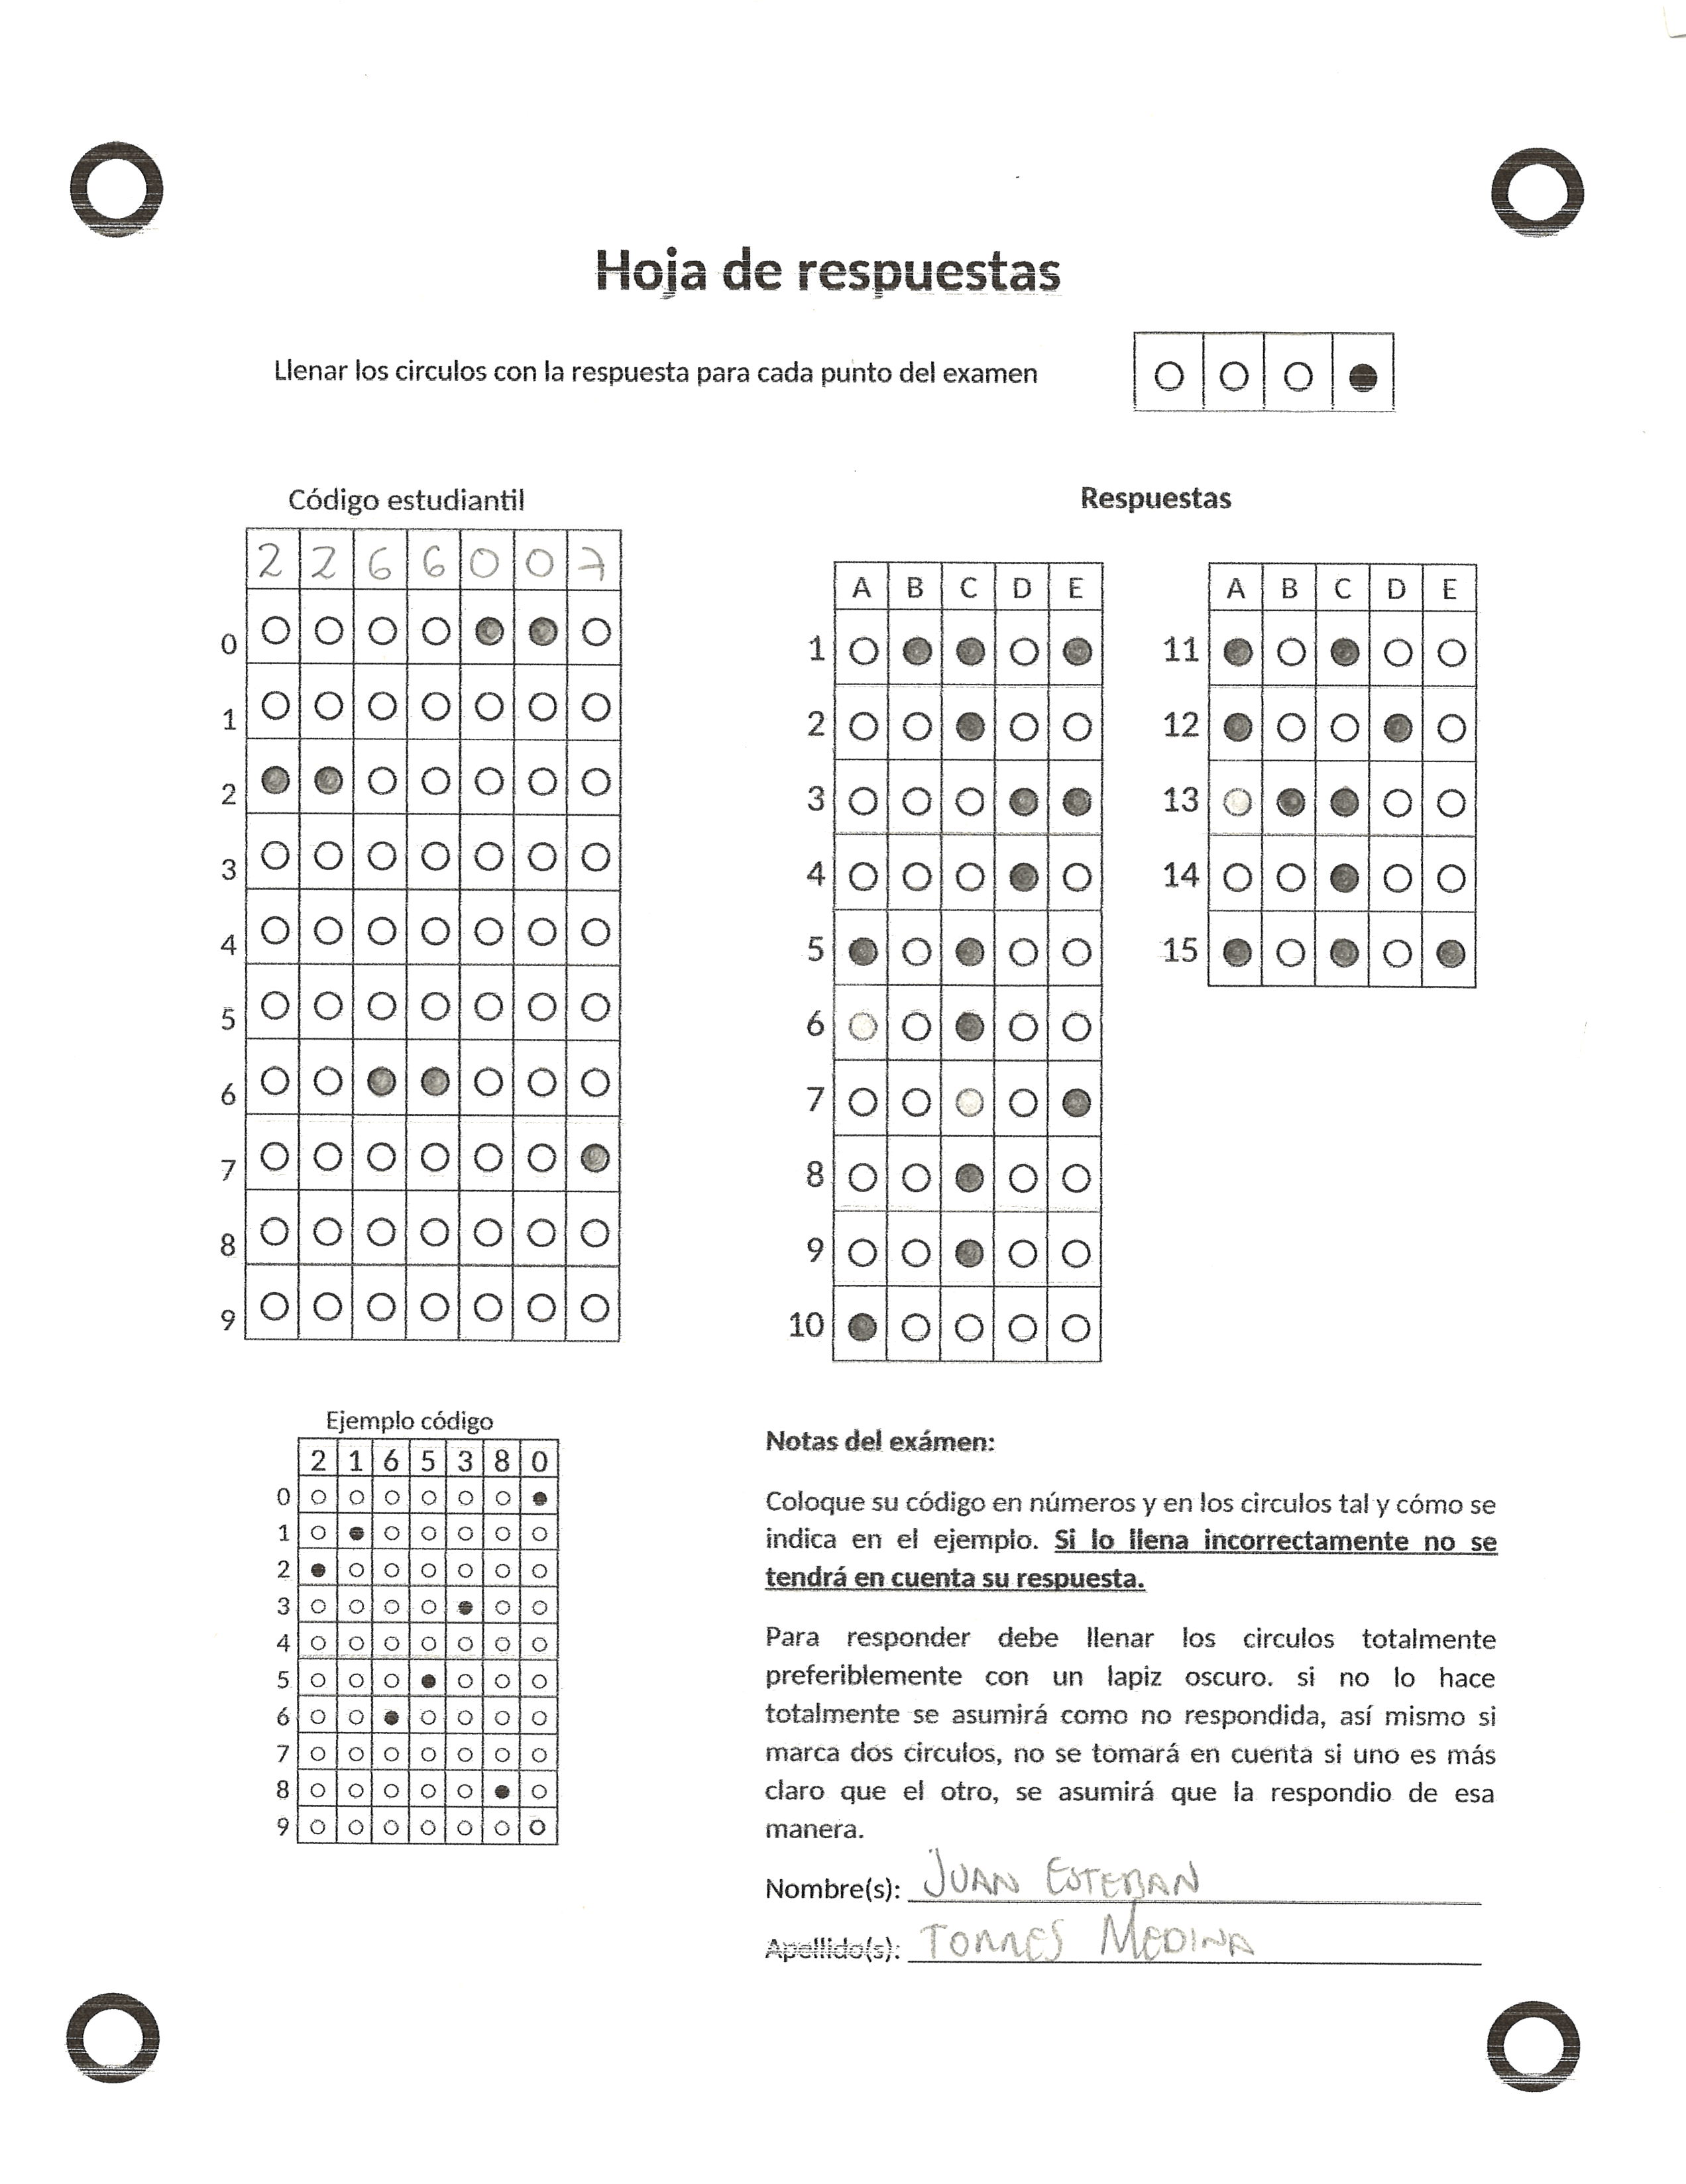 Hoja de respuestas
Llenar los circulos con la respuesta para cada punto del examen
Código estudiantil
2 2 6 6 0 0 7
0
1
2
3
4
5
6
7
8
9
Respuestas
A B C D E
1
2
3
4
5
6
7
8
9
10
A B C D E
11
12
13
14
15
Ejemplo código
2 1 6 5 3 8 0
0
1
2
3
4
5
6
7
8
9
Notas del exámen:
Coloque su código en números y en los circulos tal y cómo se
indica en el ejemplo. Si lo llena incorrectamente no se
tendrá en cuenta su respuesta.
Para responder debe llenar los circulos totalmente
preferiblemente con un lapiz oscuro. si no lo hace
totalmente se asumirá como no respondida, así mismo si
marca dos circulos, no se tomará en cuenta si uno es más
claro que el otro, se asumirá que la respondio de esa
manera.
Nombre(s): JUAN ESTEBAN
Apellido(s): TORRES MEDINA